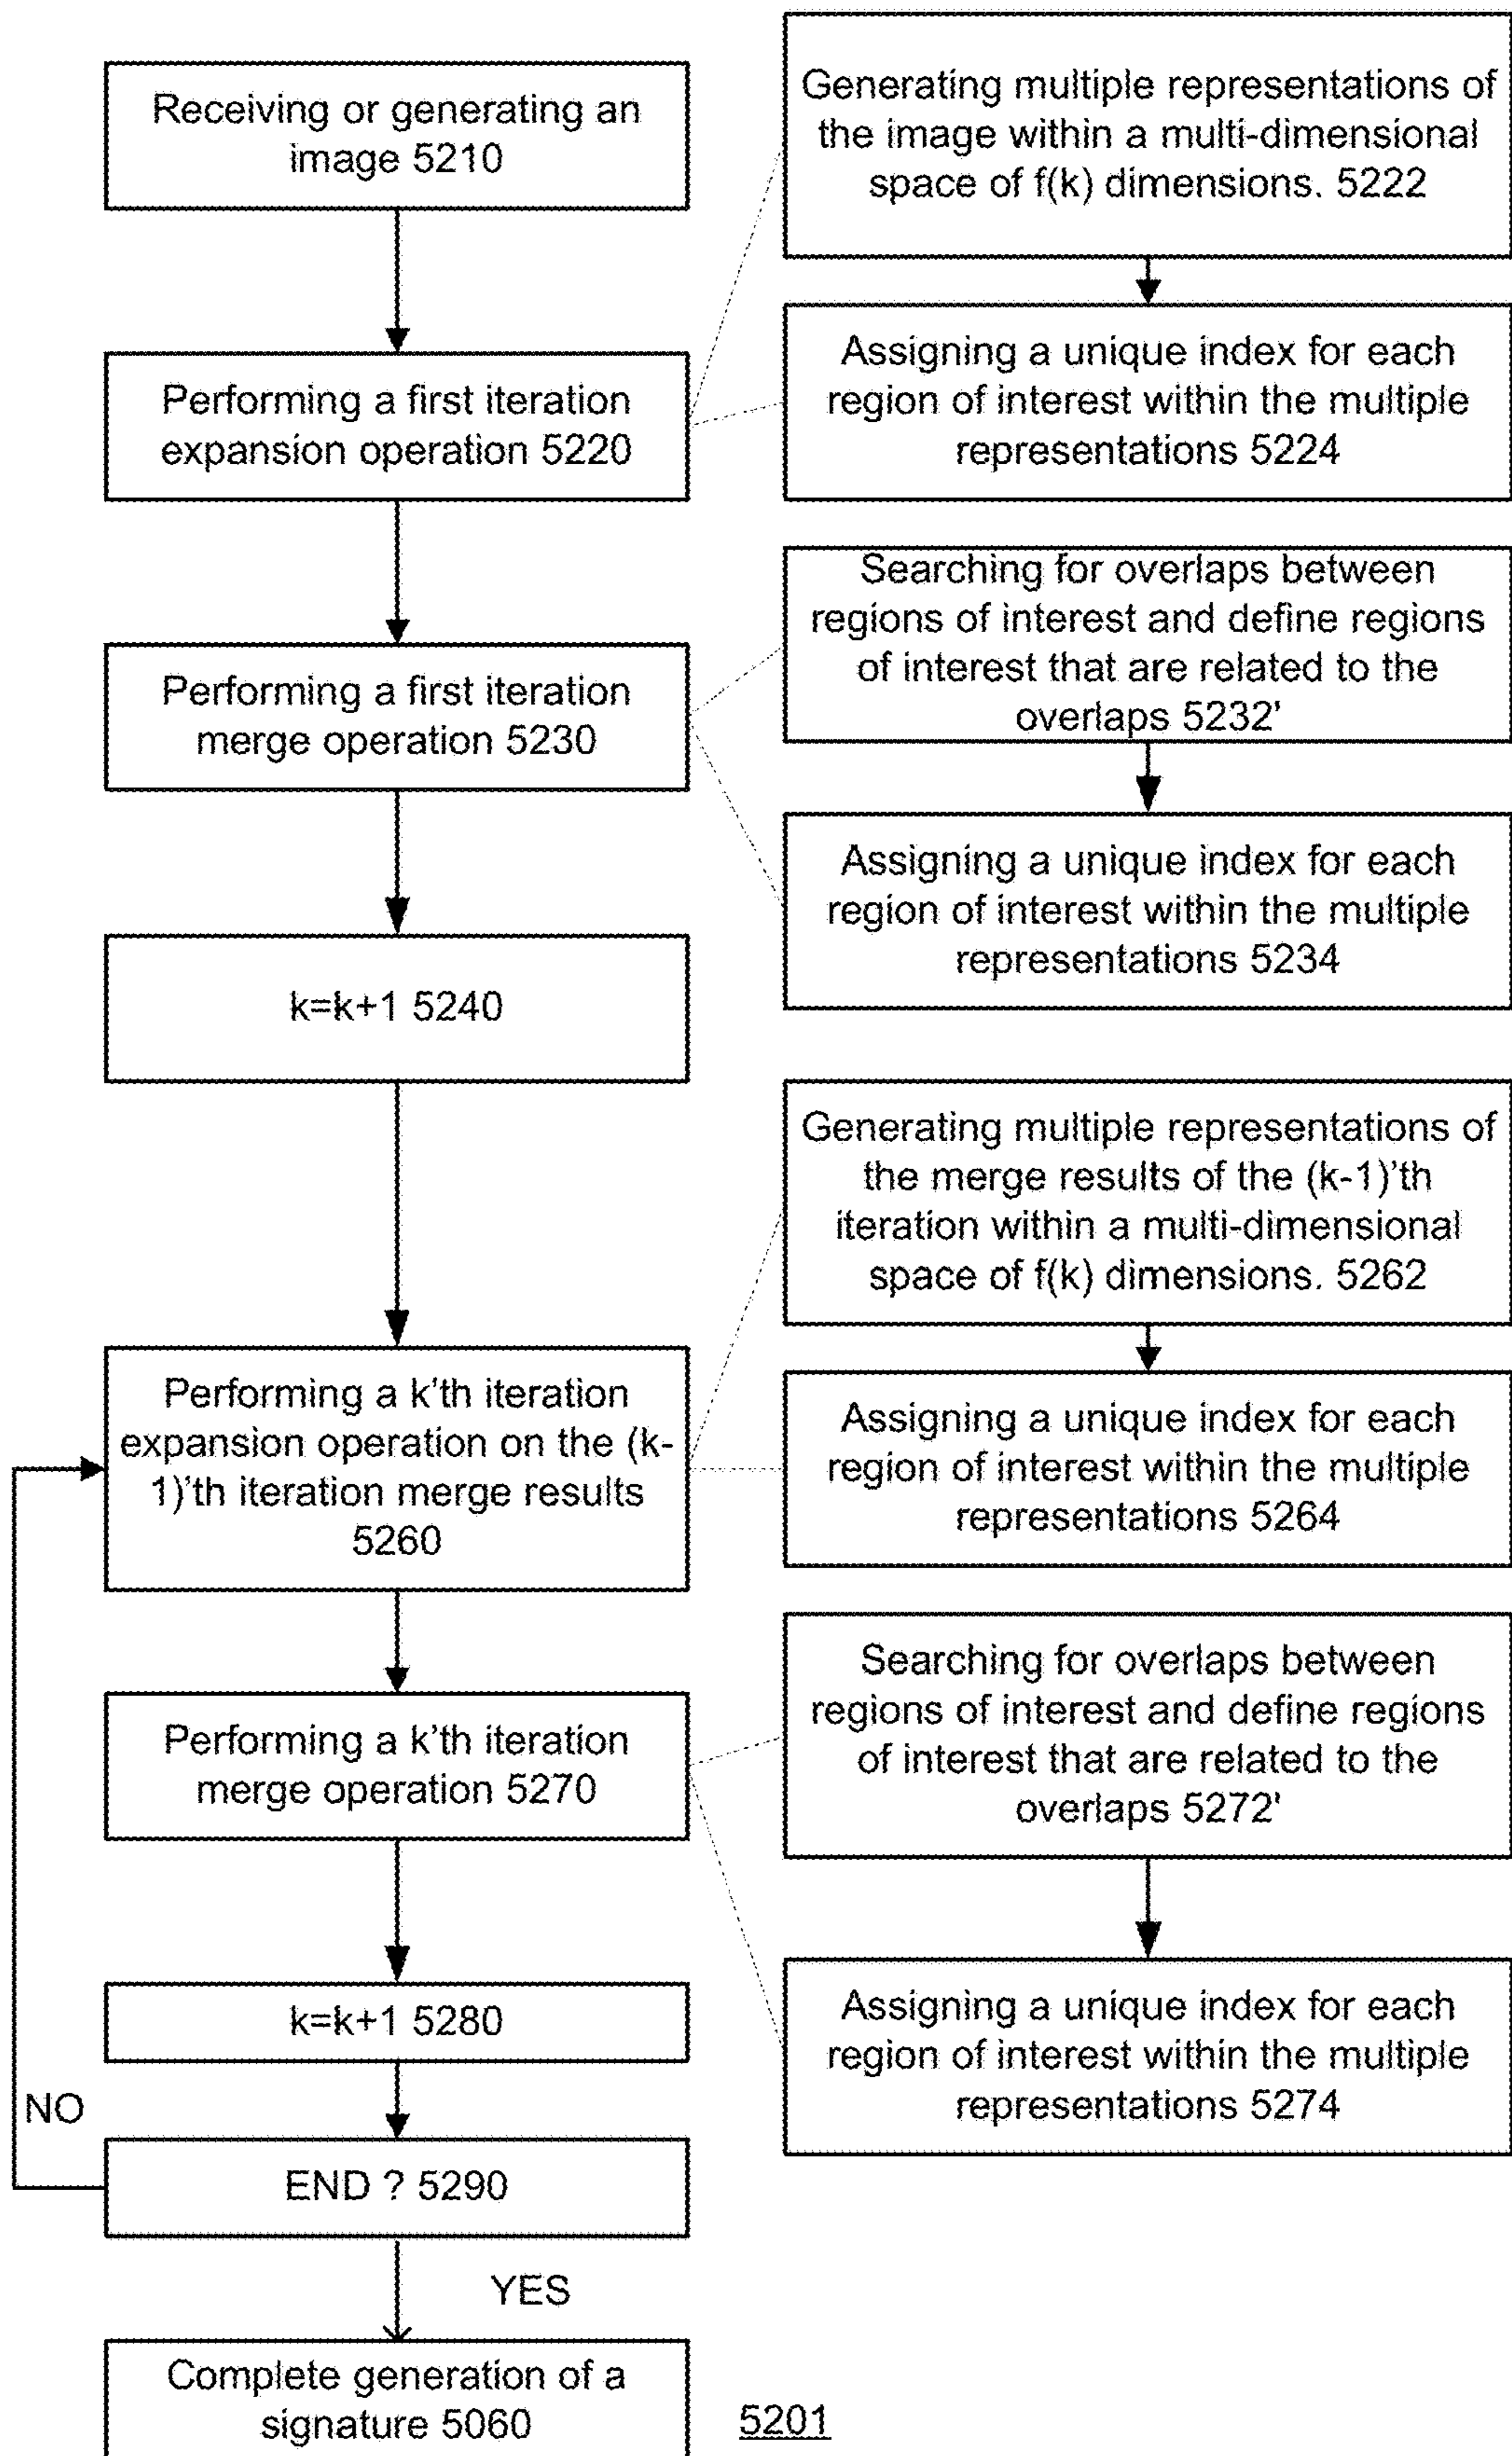 Receiving or generating an
image 5210
Generating multiple representations of
the image within a multi-dimensional
space of f(k) dimensions. 5222
Performing a first iteration
expansion operation 5220
Assigning a unique index for each
region of interest within the multiple
representations 5224
Performing a first iteration
merge operation 5230
Searching for overlaps between
regions of interest and define regions
of interest that are related to the
overlaps 5232'
Assigning a unique index for each
region of interest within the multiple
representations 5234
k=k+1 5240
Generating multiple representations of
the merge results of the (k-1)'th
iteration within a multi-dimensional
space of f(k) dimensions. 5262
Performing a k'th iteration
expansion operation on the (k-
1)'th iteration merge results
5260
Assigning a unique index for each
region of interest within the multiple
representations 5264
Performing a k'th iteration
merge operation 5270
Searching for overlaps between
regions of interest and define regions
of interest that are related to the
overlaps 5272'
Assigning a unique index for each
region of interest within the multiple
representations 5274
k=k+1 5280
NO
END ? 5290
YES
Complete generation of a
signature 5060
5201